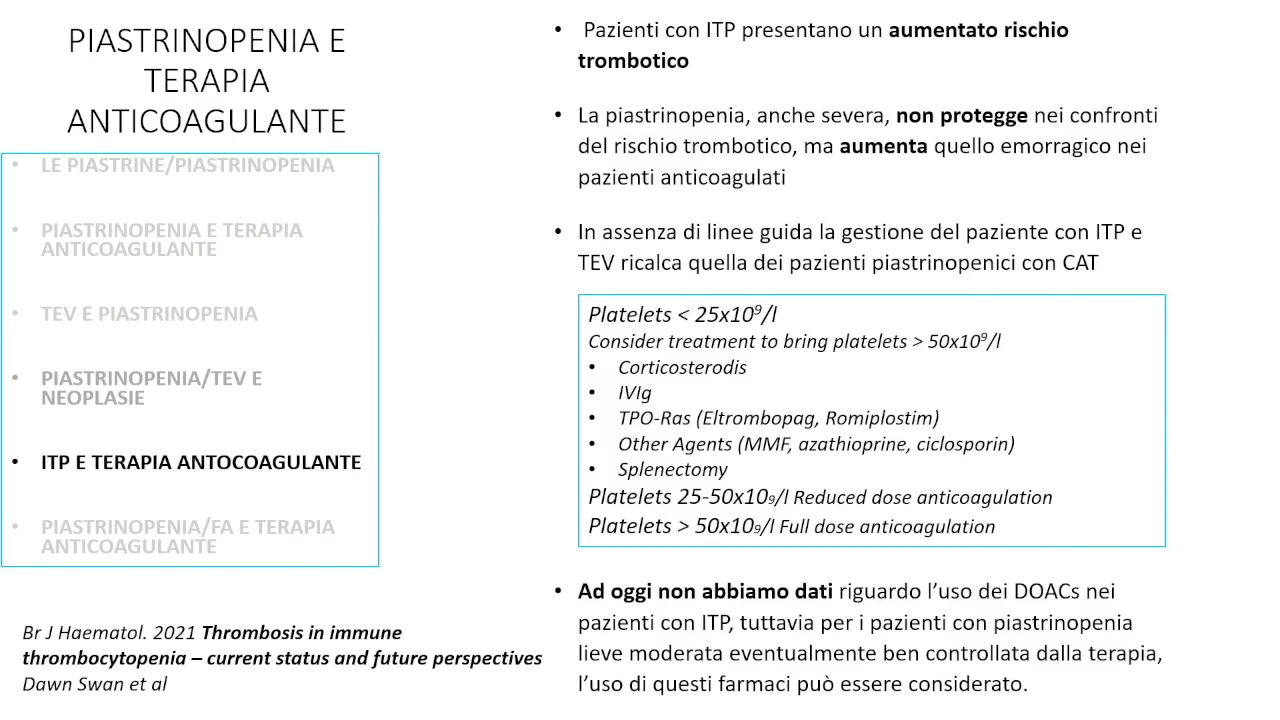 PIASTRINOPENIA E
TERAPIA
ANTICOAGULANTE
• LE PIASTRINE/PIASTRINOPENIA
• PIASTRINOPENIA E TERAPIA
ANTICOAGULANTE
• TEV E PIASTRINOPENIA
• PIASTRINOPENIA/TEV E
NEOPLASIE
• ITP E TERAPIA ANTOCOAGULANTE
• PIASTRINOPENIA/FA E TERAPIA
ANTICOAGULANTE
Br J Haematol. 2021 Thrombosis in immune
thrombocytopenia – current status and future perspectives
Dawn Swan et al
• Pazienti con ITP presentano un aumentato rischio
trombotico
• La piastrinopenia, anche severa, non protegge nei confronti
del rischio trombotico, ma aumenta quello emorragico nei
pazienti anticoagulati
• In assenza di linee guida la gestione del paziente con ITP e
TEV ricalca quella dei pazienti piastrinopenici con CAT
Platelets < 25x10⁹/l
Consider treatment to bring platelets > 50x10⁹/l
• Corticosterodis
• IVIg
• TPO-Ras (Eltrombopag, Romiplostim)
• Other Agents (MMF, azathioprine, ciclosporin)
• Splenectomy
Platelets 25-50x10₉/l Reduced dose anticoagulation
Platelets > 50x10₉/l Full dose anticoagulation
• Ad oggi non abbiamo dati riguardo l’uso dei DOACs nei
pazienti con ITP, tuttavia per i pazienti con piastrinopenia
lieve moderata eventualmente ben controllata dalla terapia,
l’uso di questi farmaci può essere considerato.